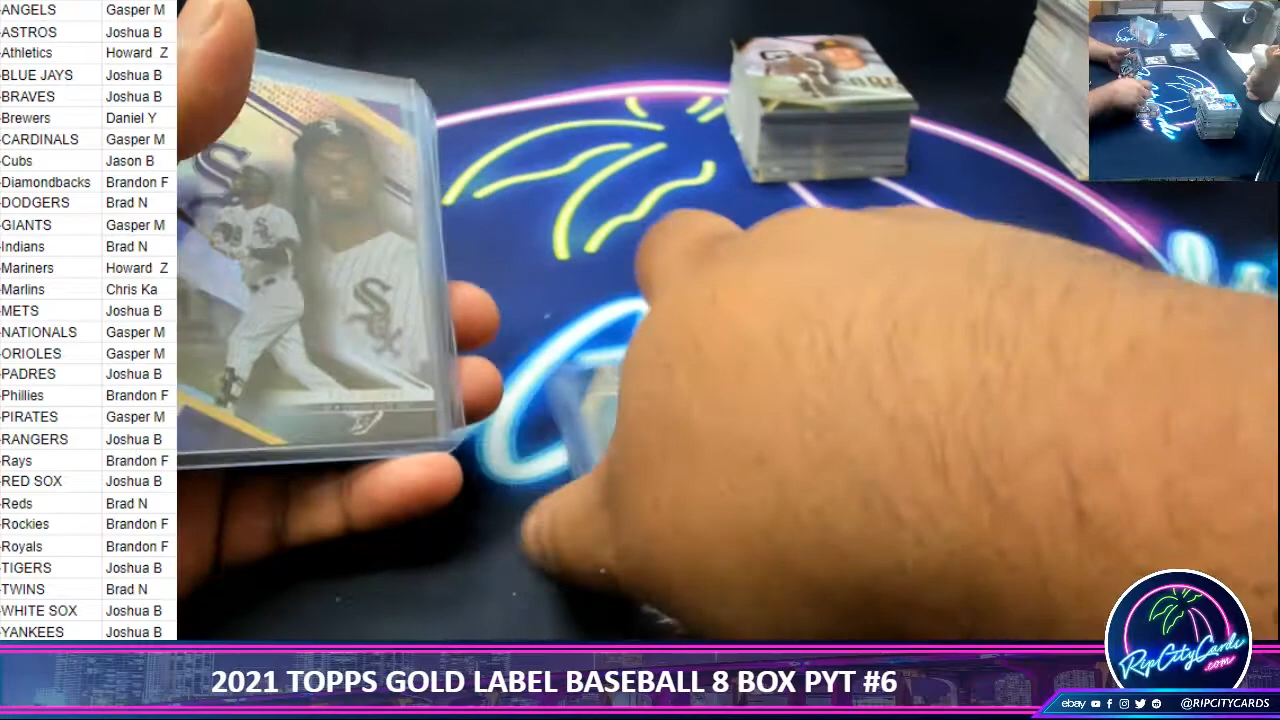 -ANGELS Gasper M
-ASTROS Joshua B
-Athletics Howard Z
-BLUE JAYS Joshua B
-BRAVES Joshua B
-Brewers Daniel Y
-CARDINALS Gasper M
-Cubs Jason B
-Diamondbacks Brandon F
-DODGERS Brad N
-GIANTS Gasper M
-Indians Brad N
-Mariners Howard Z
-Marlins Chris Ka
-METS Joshua B
-NATIONALS Gasper M
-ORIOLES Gasper M
-PADRES Joshua B
-Phillies Brandon F
-PIRATES Gasper M
-RANGERS Joshua B
-Rays Brandon F
-RED SOX Joshua B
-Reds Brad N
-Rockies Brandon F
-Royals Brandon F
-TIGERS Joshua B
-TWINS Brad N
-WHITE SOX Joshua B
-YANKEES Joshua B
Sox
RipCityCards
.com
2021 TOPPS GOLD LABEL BASEBALL 8 BOX PYT #6
ebay @RIPCITYCARDS